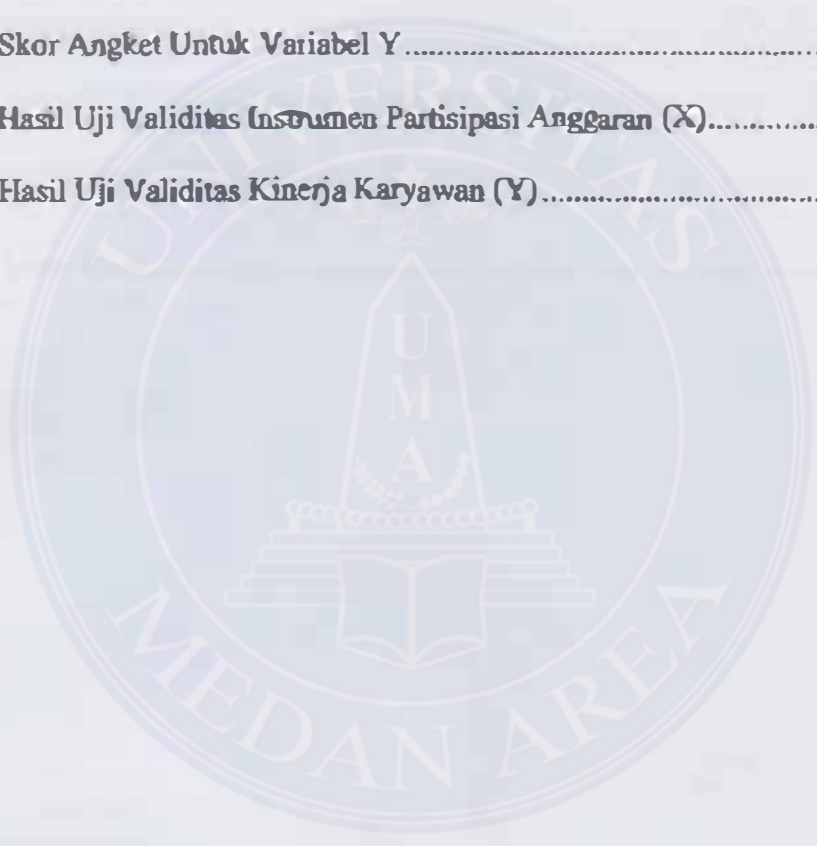 Skor Angket Untuk Variabel Y..........................................................
Hasil Uji Validitas Instrumen Partisipasi Anggaran (X)..............
Hasil Uji Validitas Kinerja Karyawan (Y)........................................
UNIVERSITAS
U
M
A
MEDAN AREA